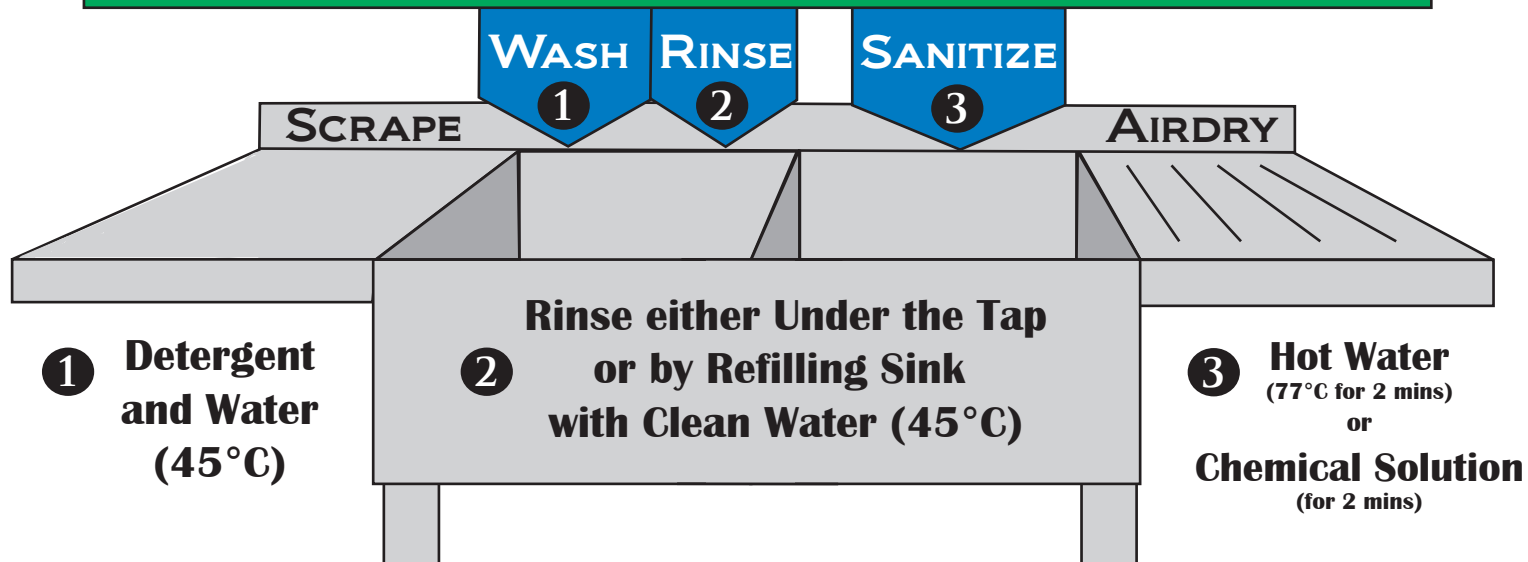 WASH
1
RINSE
2
SANITIZE
3
SCRAPE
AIRDRY
1
Detergent
and Water
(45°C)
2
Rinse either Under the Tap
or by Refilling Sink
with Clean Water (45°C)
3
Hot Water
(77°C for 2 mins)
or
Chemical Solution
(for 2 mins)